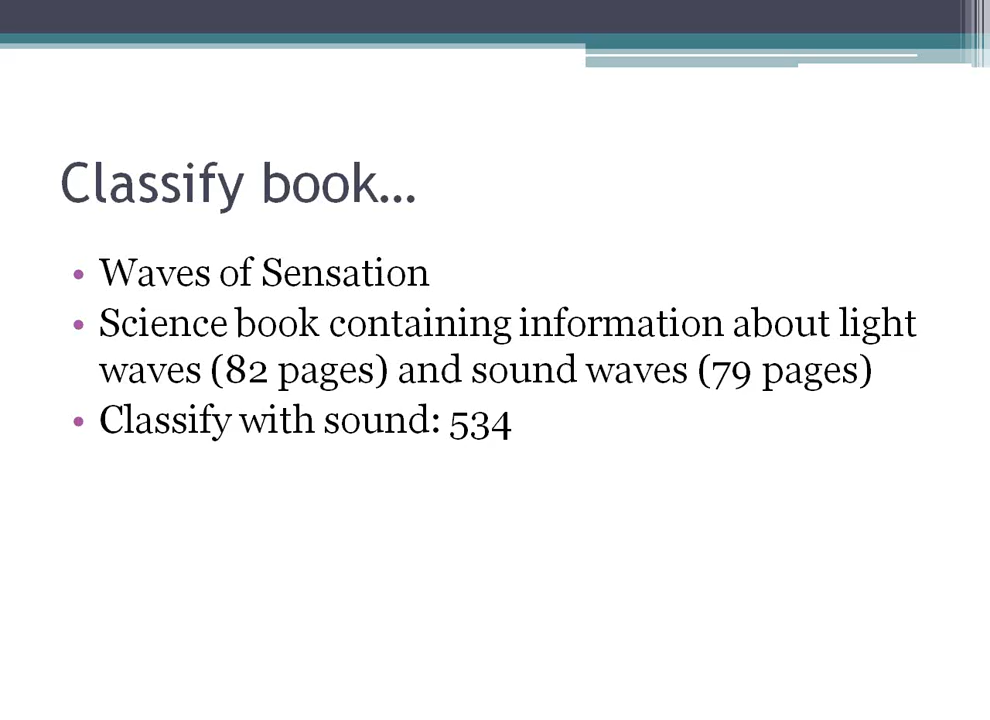 Classify book...
• Waves of Sensation
• Science book containing information about light
waves (82 pages) and sound waves (79 pages)
• Classify with sound: 534